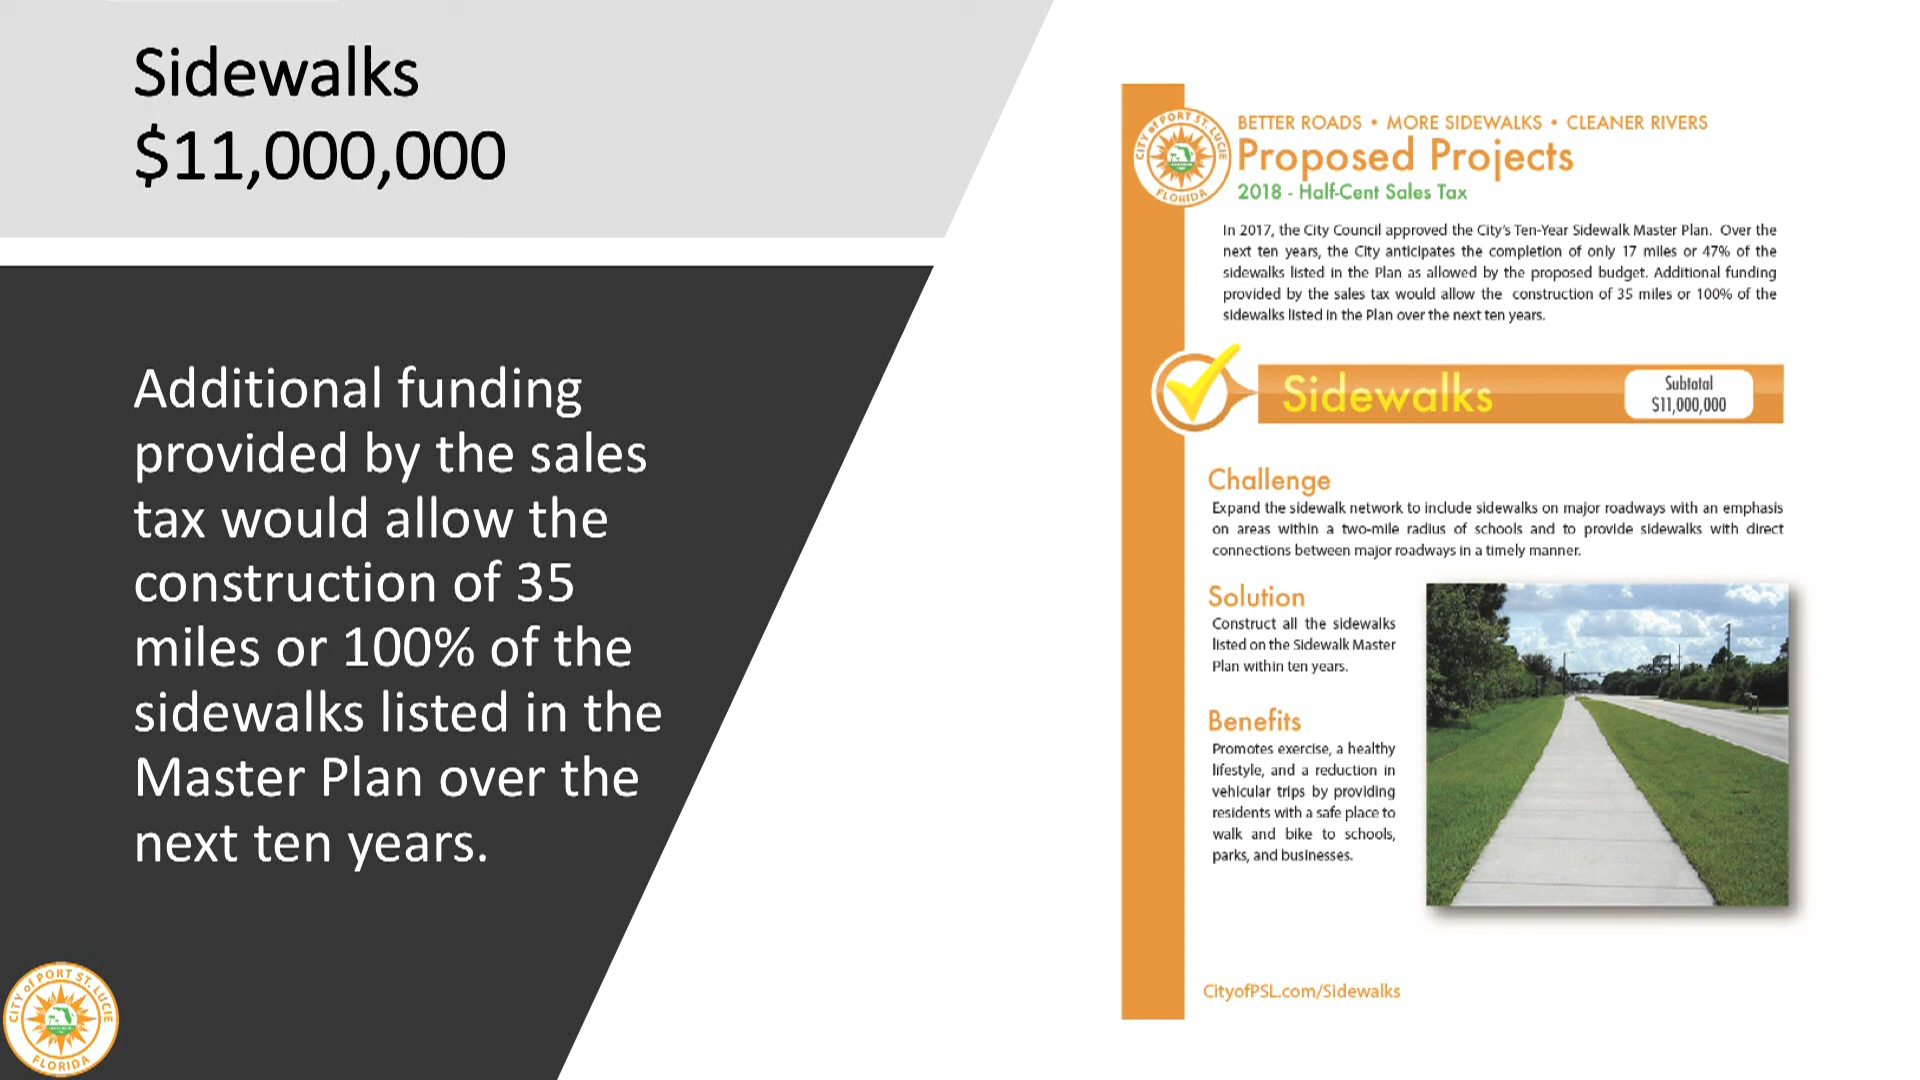 Sidewalks
$11,000,000
Additional funding
provided by the sales
tax would allow the
construction of 35
miles or 100% of the
sidewalks listed in the
Master Plan over the
next ten years.
CITY of PORT ST. LUCIE
FLORIDA
CITY of PORT ST. LUCIE
FLORIDA
BETTER ROADS • MORE SIDEWALKS • CLEANER RIVERS
Proposed Projects
2018 - Half-Cent Sales Tax
In 2017, the City Council approved the City's Ten-Year Sidewalk Master Plan. Over the
next ten years, the City anticipates the completion of only 17 miles or 47% of the
sidewalks listed in the Plan as allowed by the proposed budget. Additional funding
provided by the sales tax would allow the construction of 35 miles or 100% of the
sidewalks listed in the Plan over the next ten years.
Sidewalks
Subtotal
$11,000,000
Challenge
Expand the sidewalk network to include sidewalks on major roadways with an emphasis
on areas within a two-mile radius of schools and to provide sidewalks with direct
connections between major roadways in a timely manner.
Solution
Construct all the sidewalks
listed on the Sidewalk Master
Plan within ten years.
Benefits
Promotes exercise, a healthy
lifestyle, and a reduction in
vehicular trips by providing
residents with a safe place to
walk and bike to schools,
parks, and businesses.
CityofPSL.com/Sidewalks